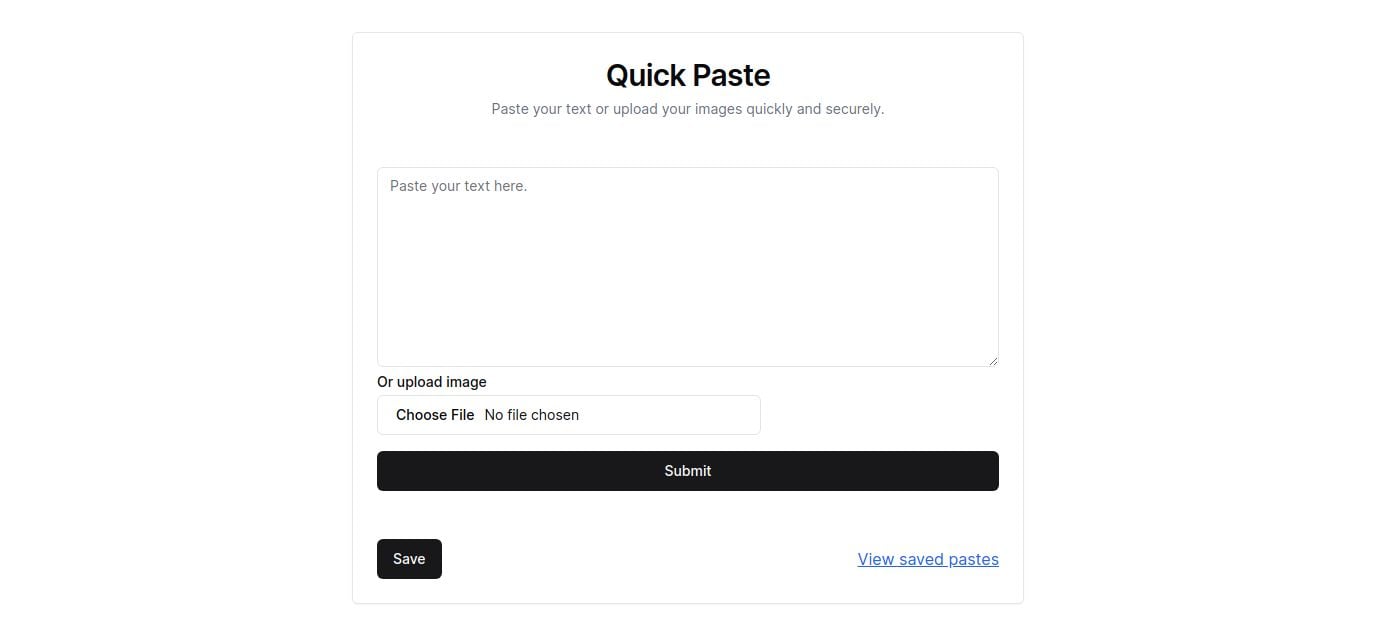 Quick Paste
Paste your text or upload your images quickly and securely.
Paste your text here.
Or upload image
Choose File No file chosen
Submit
Save
View saved pastes